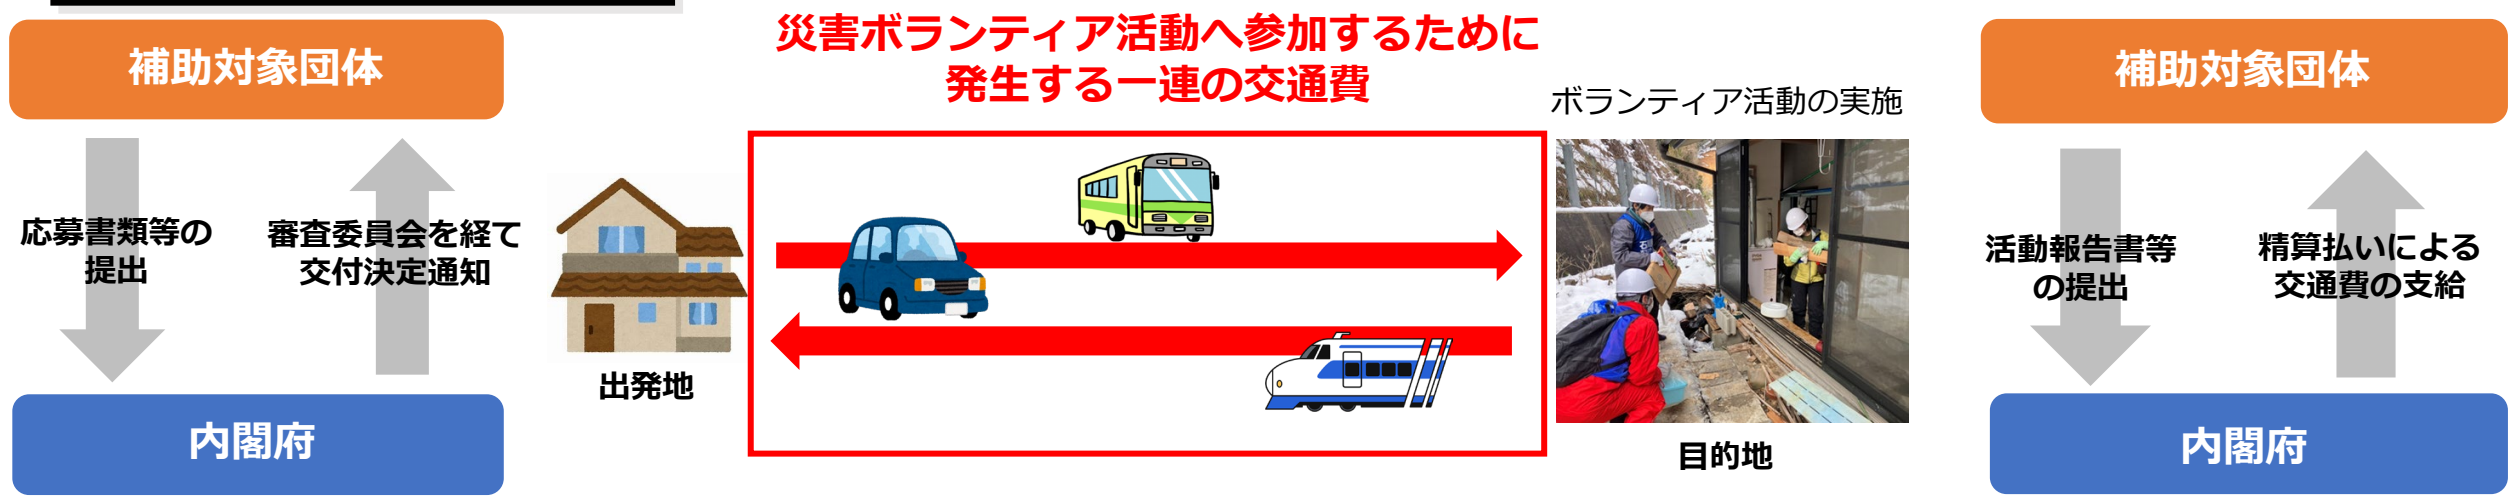 補助対象団体
応募書類等の
提出
審査委員会を経て
交付決定通知
内閣府
災害ボランティア活動へ参加するために
発生する一連の交通費
出発地
ボランティア活動の実施
目的地
補助対象団体
活動報告書等
の提出
精算払いによる
交通費の支給
内閣府